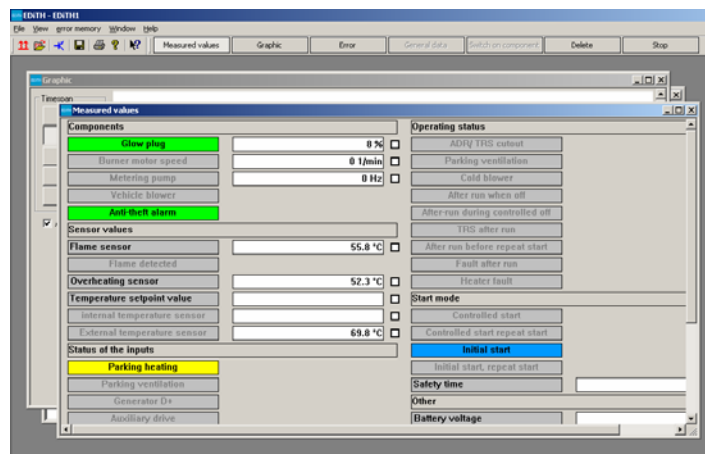 EDiTH - EDiTH1
File View error memory Window Help
Measured values Graphic Error General data Switch on component Delete Stop
Graphic
Timespan
Measured values
Components Operating status
Glow plug 0 % ADR/ TRS cutout
Burner motor speed 0 1/min Parking ventilation
Metering pump 0 Hz Cold blower
Vehicle blower After run when off
Anti-theft alarm After-run during controlled off
Sensor values TRS after run
Flame sensor 55.8 °C After run before repeat start
Flame detected Fault after run
Overheating sensor 52.3 °C Heater fault
Temperature setpoint value Start mode
internal temperature sensor Controlled start
External temperature sensor 69.8 °C Controlled start repeat start
Status of the inputs Initial start
Parking heating Initial start, repeat start
Parking ventilation Safety time
Generator D+ Other
Auxiliary drive Battery voltage